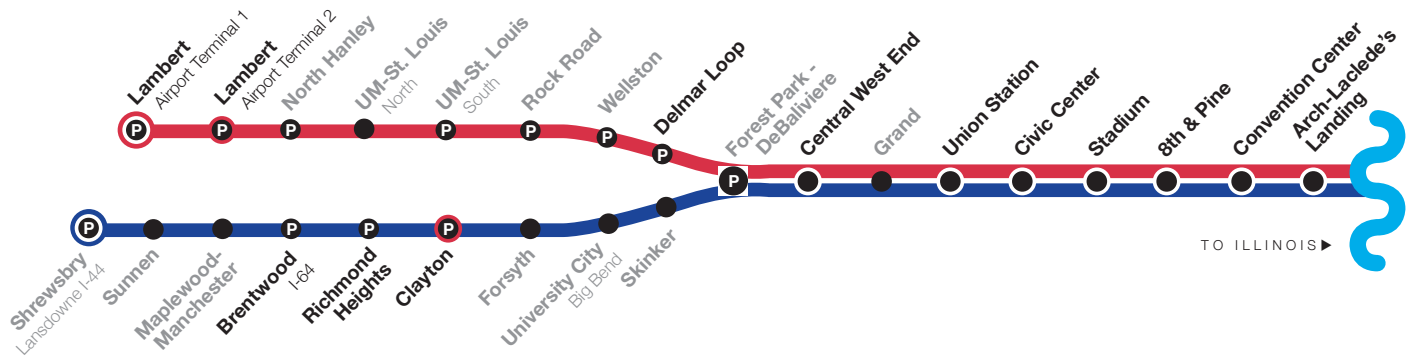 Lambert
Airport Terminal 1
Lambert
Airport Terminal 2
North Hanley
UM-St. Louis
North
UM-St. Louis
South
Rock Road
Wellston
Delmar Loop
Forest Park -
DeBaliviere
Central West End
Grand
Union Station
Civic Center
Stadium
8th & Pine
Convention Center
Arch-Laclede's
Landing
P
P
P
P
P
P
P
P
P
P
P
P
Shrewsbry
Lansdowne I-44
Sunnen
Maplewood-
Manchester
Brentwood
I-64
Richmond
Heights
Clayton
Forsyth
University City
Big Bend
Skinker
TO ILLINOIS